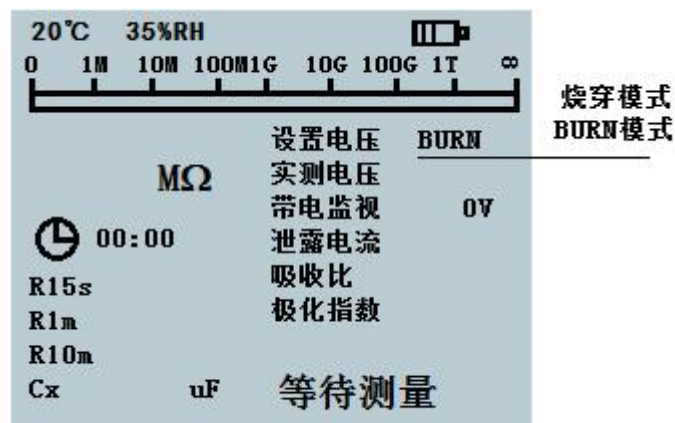 20℃ 35%RH
0 1M 10M 100M1G 10G 100G 1T ∞
烧穿模式
BURN模式
设置电压 BURN
MΩ 实测电压
带电监视 0V
00:00 泄露电流
R15s 吸收比
R1m 极化指数
R10m
Cx uF 等待测量